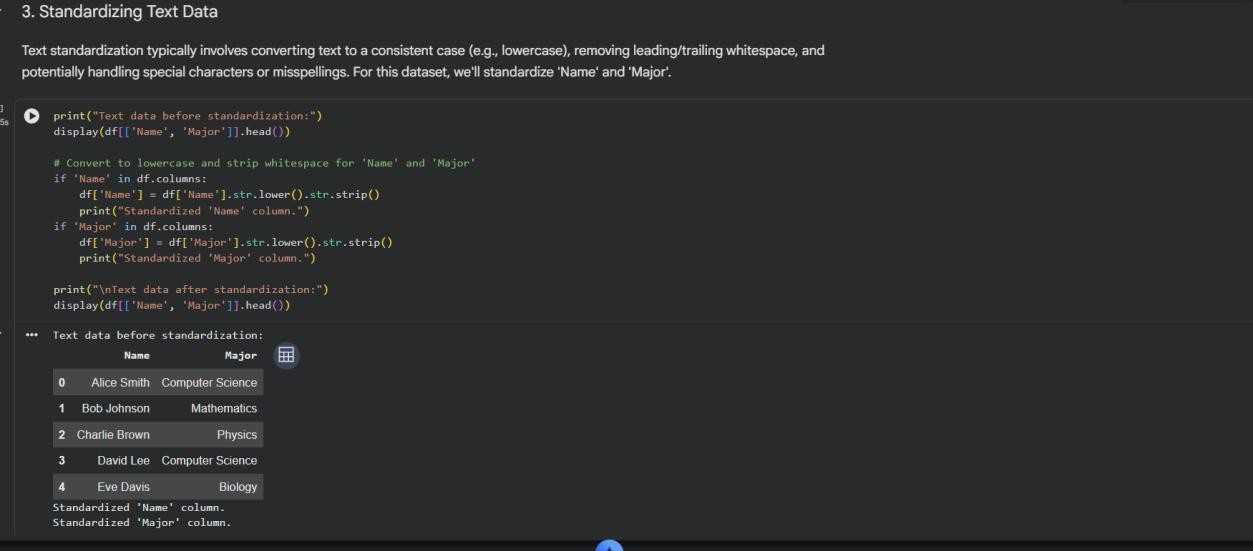 3. Standardizing Text Data
Text standardization typically involves converting text to a consistent case (e.g., lowercase), removing leading/trailing whitespace, and
potentially handling special characters or misspellings. For this dataset, we'll standardize 'Name' and 'Major'.
]
5s
print("Text data before standardization:")
display(df[['Name', 'Major']].head())
# Convert to lowercase and strip whitespace for 'Name' and 'Major'
if 'Name' in df.columns:
    df['Name'] = df['Name'].str.lower().str.strip()
    print("Standardized 'Name' column.")
if 'Major' in df.columns:
    df['Major'] = df['Major'].str.lower().str.strip()
    print("Standardized 'Major' column.")
print("\nText data after standardization:")
display(df[['Name', 'Major']].head())
Text data before standardization:
Name Major
0 Alice Smith Computer Science
1 Bob Johnson Mathematics
2 Charlie Brown Physics
3 David Lee Computer Science
4 Eve Davis Biology
Standardized 'Name' column.
Standardized 'Major' column.